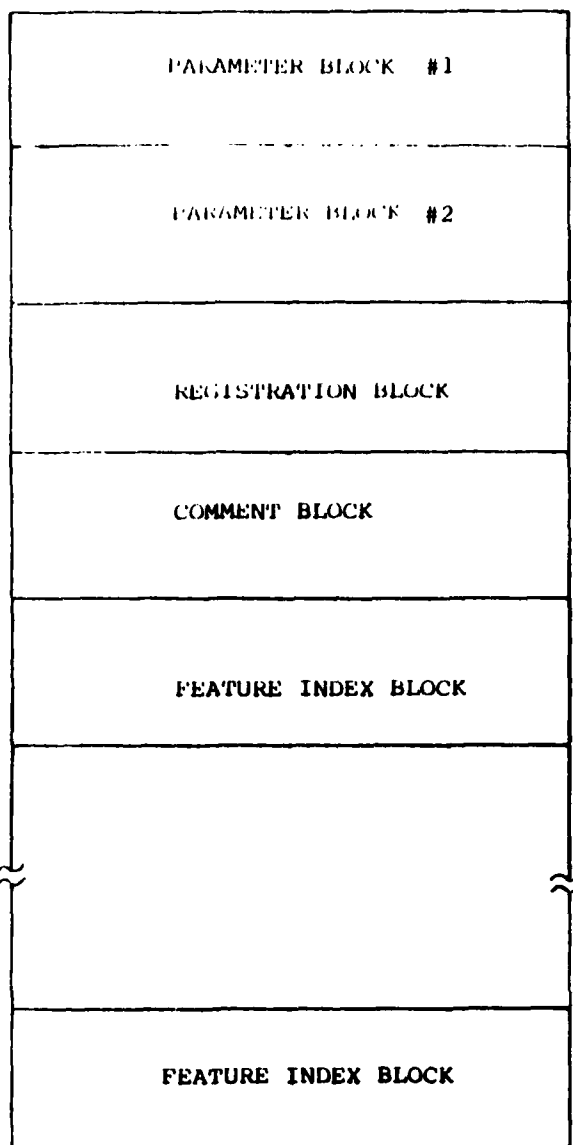 PARAMETER BLOCK #1
PARAMETER BLOCK #2
REGISTRATION BLOCK
COMMENT BLOCK
FEATURE INDEX BLOCK
FEATURE INDEX BLOCK